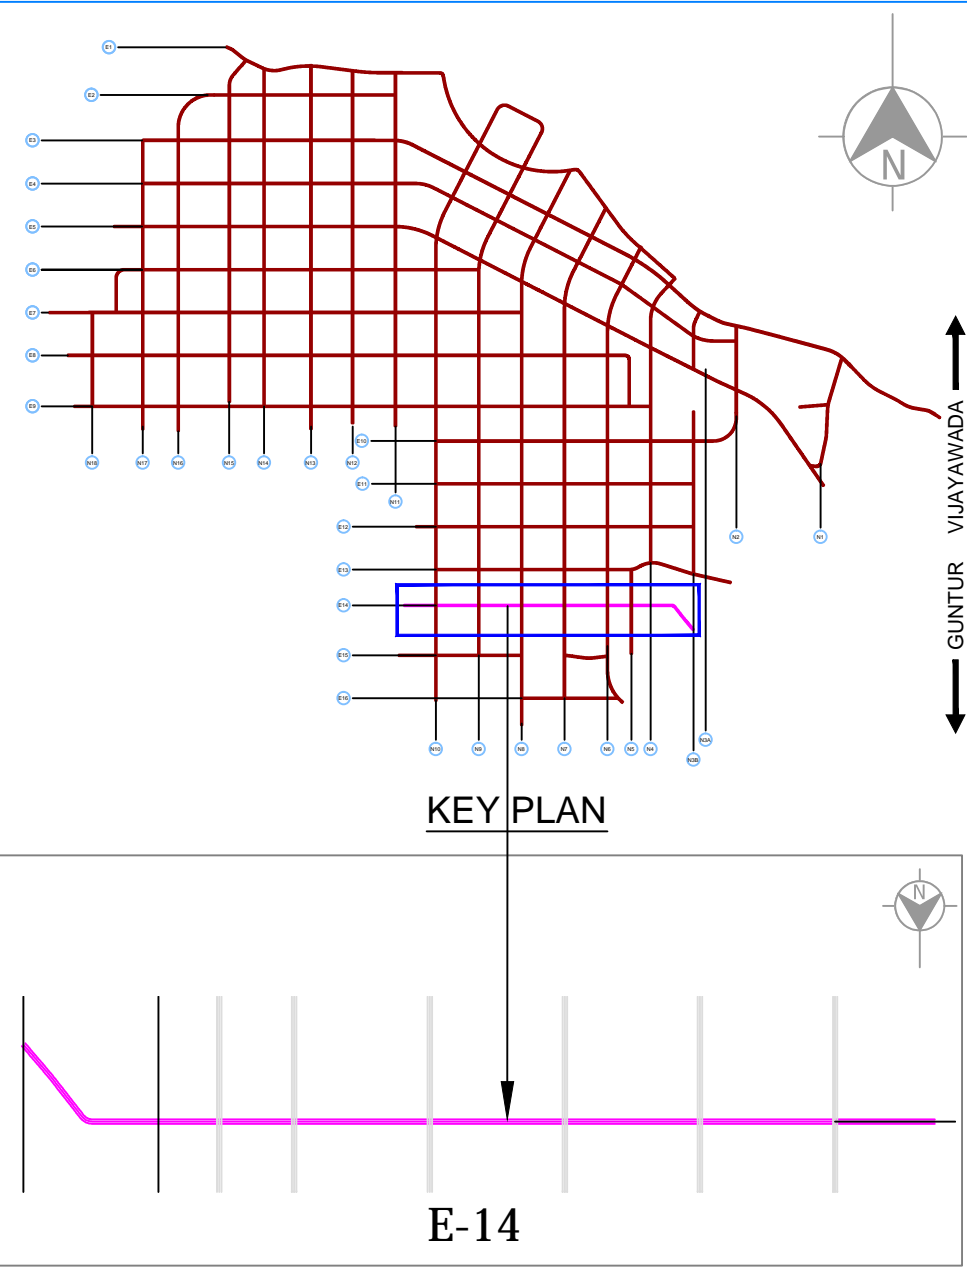 E1
E2
E3
E4
E5
E6
E7
E8
E9
N
N18
N17
N16
N15
N14
N13
N12
N11
E10
E11
E12
E13
E14
E15
E16
N2
N1
N10
N9
N8
N7
N6
N5
N4
N3B
N3A
GUNTUR VIJAYAWADA
KEY PLAN
N
E-14